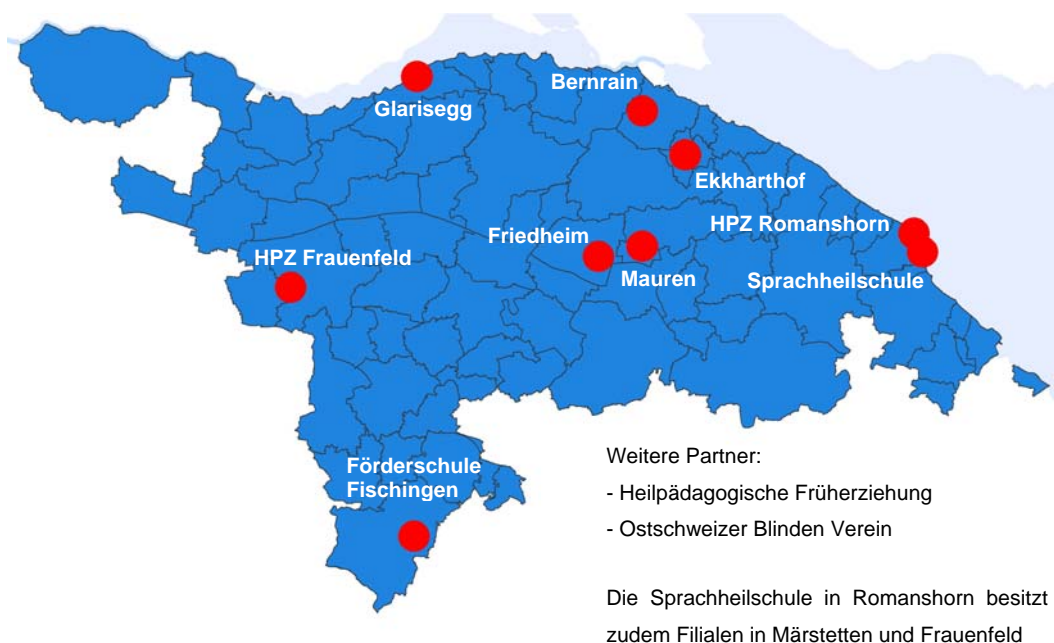 Bernrain
Glarisegg
Ekkharthof
HPZ Romanshorn
Friedheim
HPZ Frauenfeld
Mauren
Sprachheilschule
Förderschule
Fischingen
Weitere Partner:
- Heilpädagogische Früherziehung
- Ostschweizer Blinden Verein
Die Sprachheilschule in Romanshorn besitzt
zudem Filialen in Märstetten und Frauenfeld